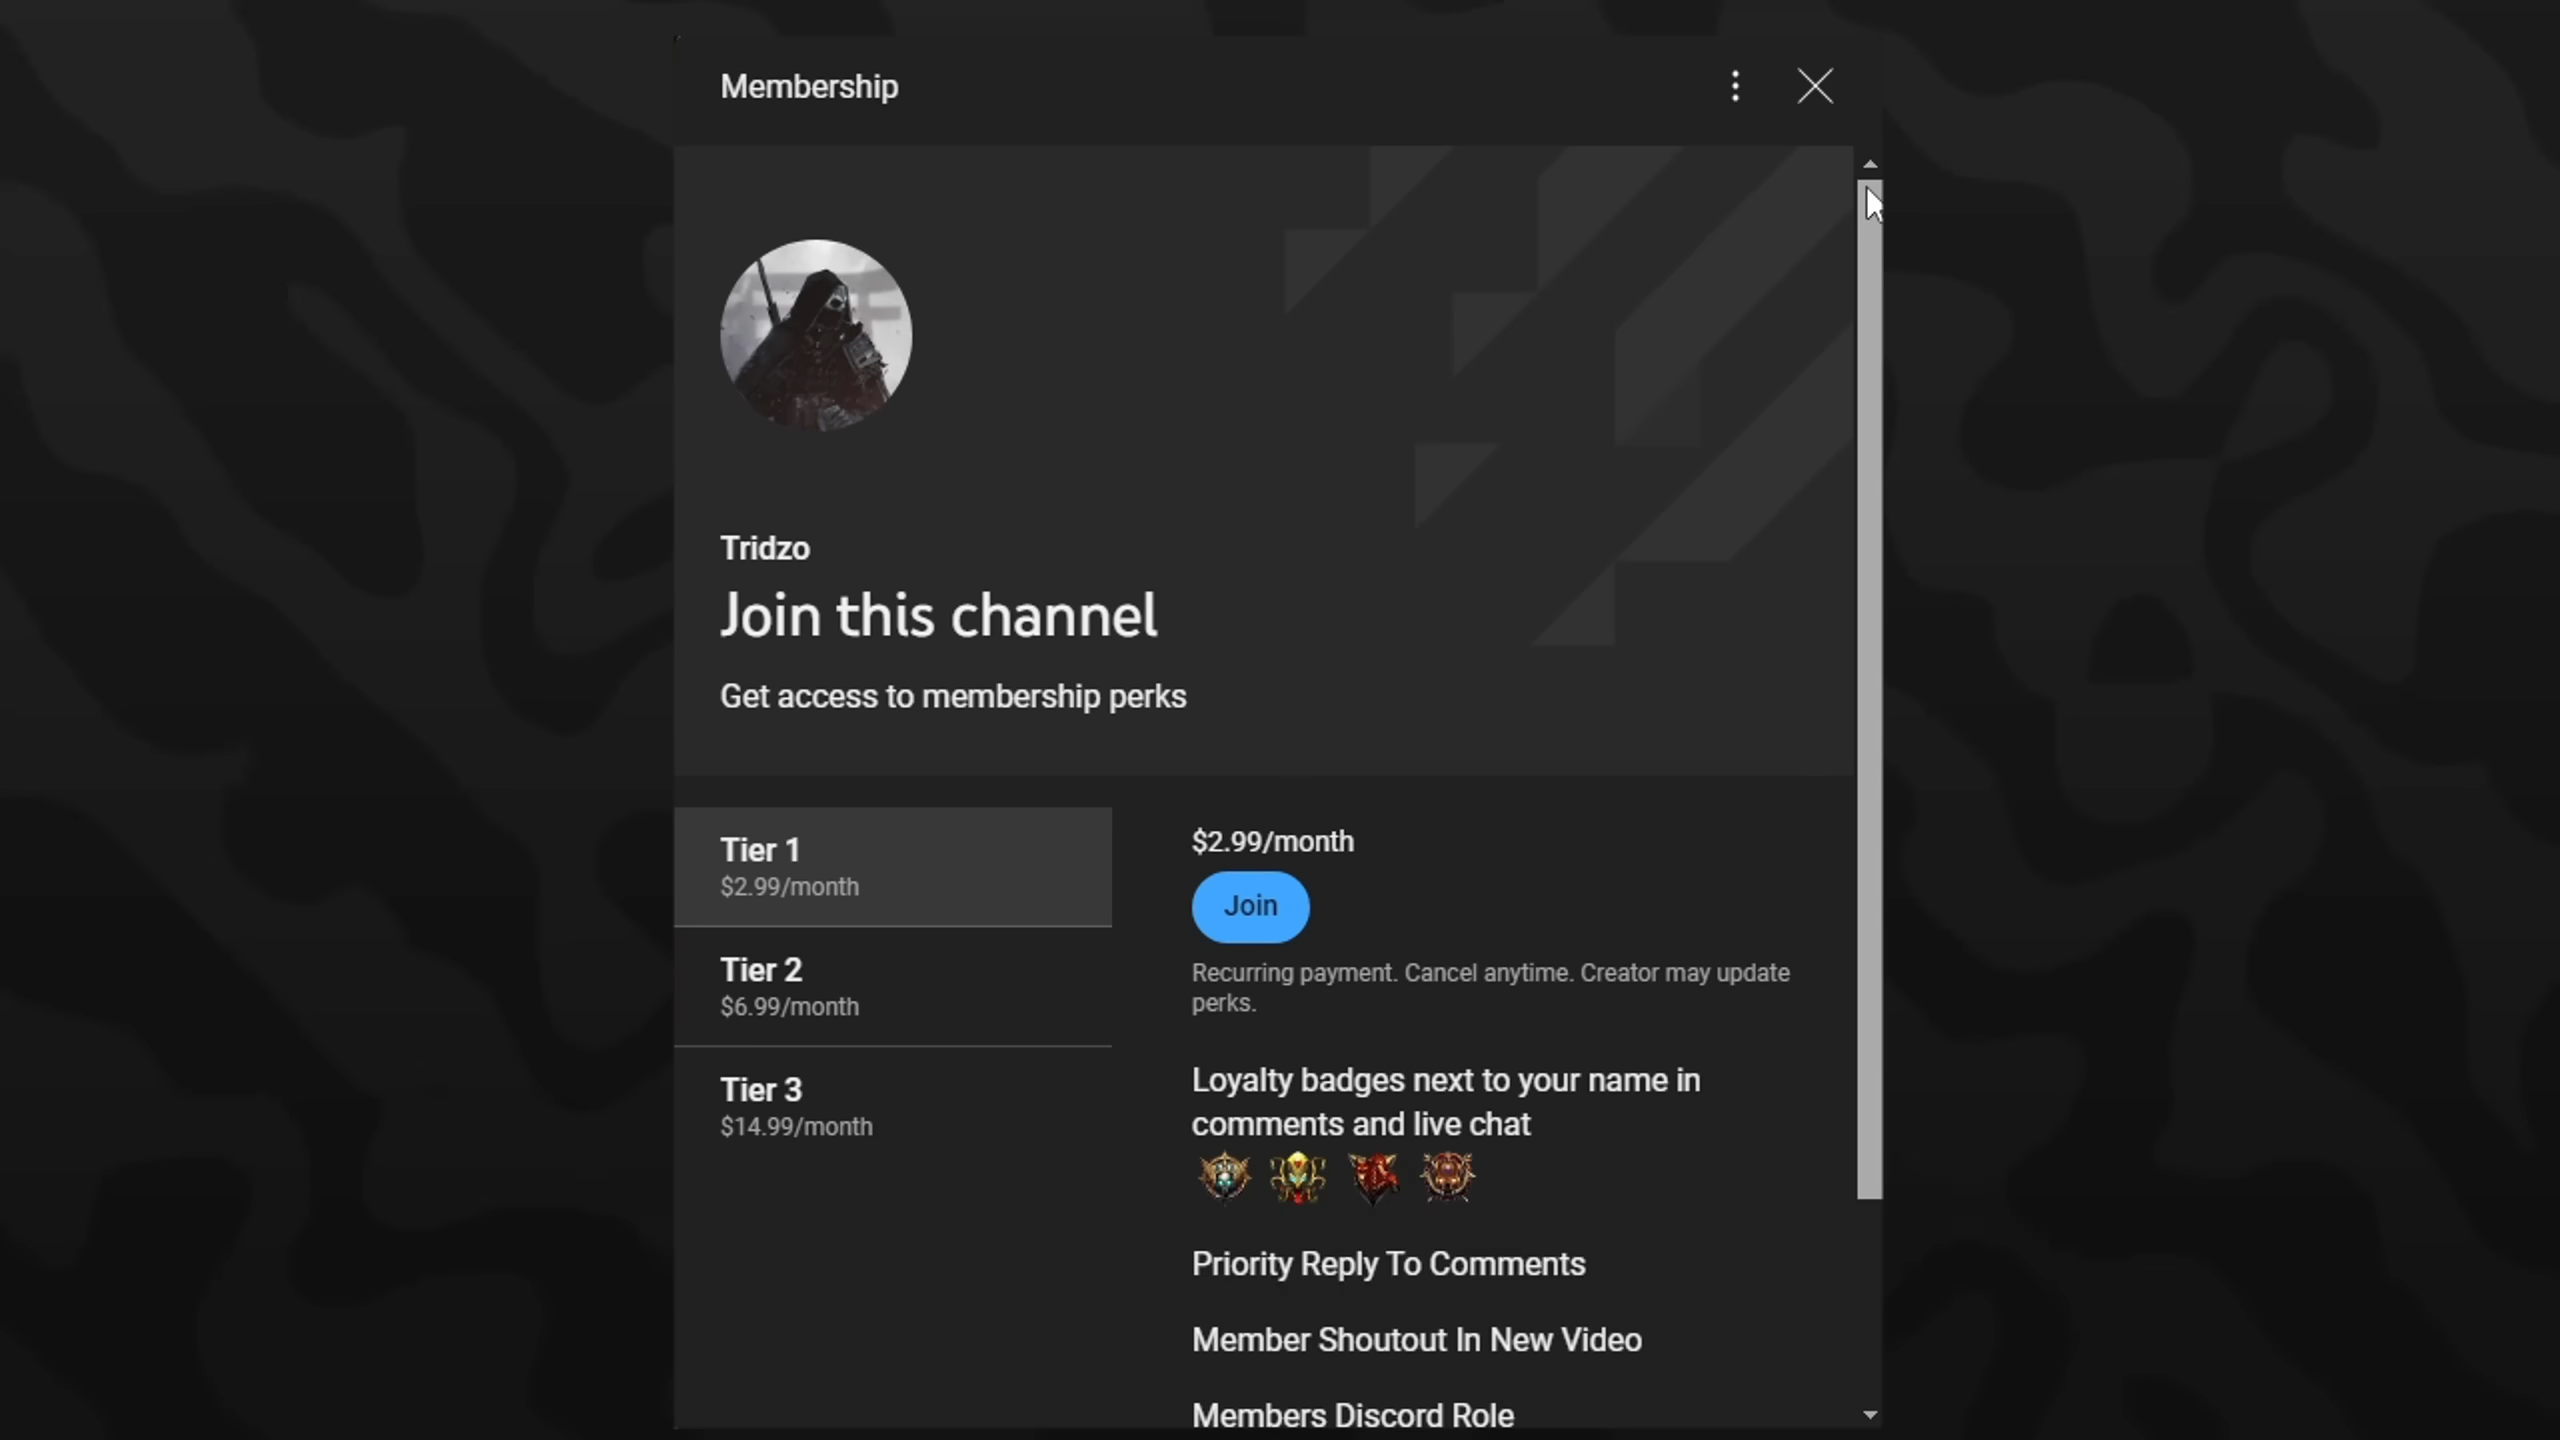 Membership
Tridzo
Join this channel
Get access to membership perks
Tier 1
$2.99/month
Tier 2
$6.99/month
Tier 3
$14.99/month
$2.99/month
Join
Recurring payment. Cancel anytime. Creator may update
perks.
Loyalty badges next to your name in
comments and live chat
Priority Reply To Comments
Member Shoutout In New Video
Members Discord Role